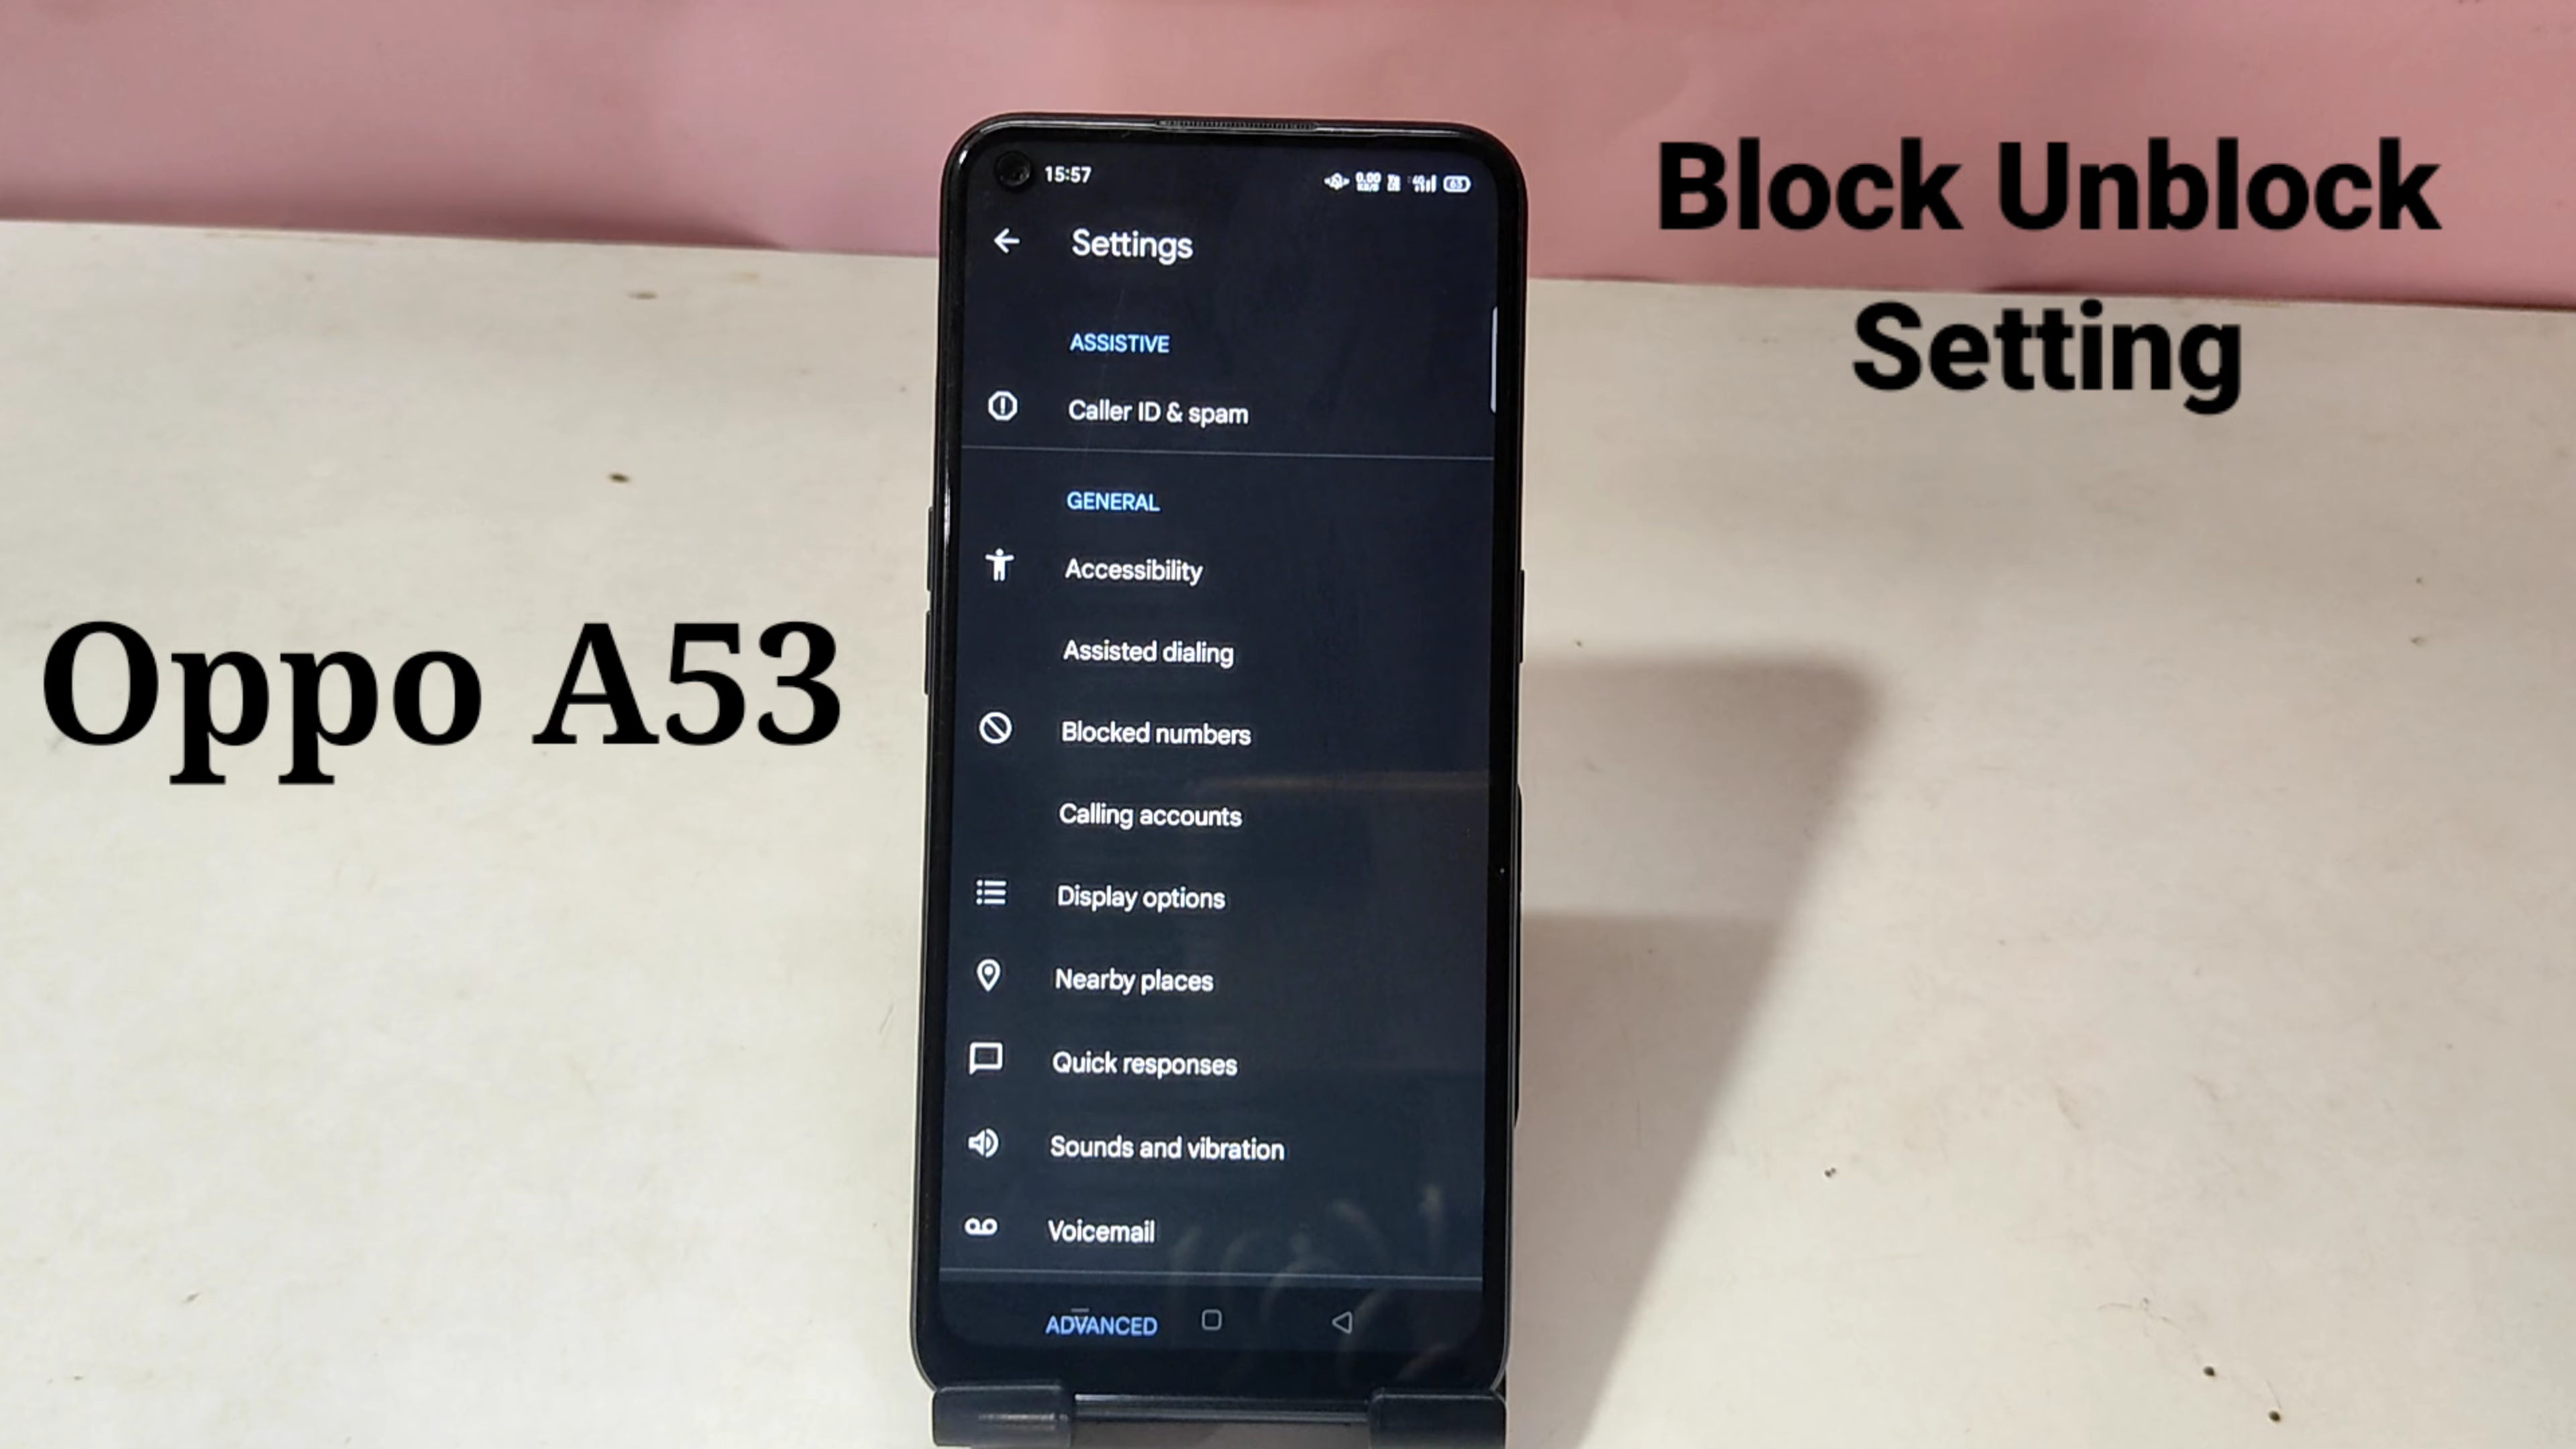 Block Unblock
Setting
Oppo A53
15:57
Settings
ASSISTIVE
Caller ID & spam
GENERAL
Accessibility
Assisted dialing
Blocked numbers
Calling accounts
Display options
Nearby places
Quick responses
Sounds and vibration
Voicemail
ADVANCED